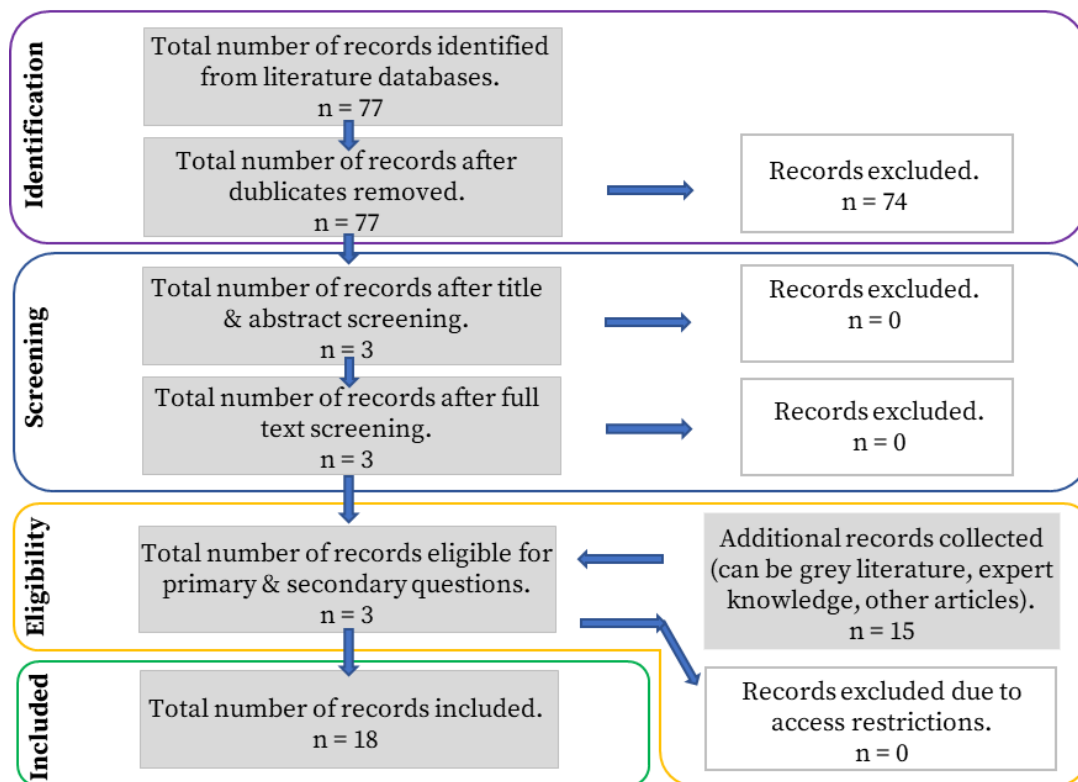 Identification
Total number of records identified
from literature databases.
n = 77
Total number of records after
dublicates removed.
n = 77
Records excluded.
n = 74
Screening
Total number of records after title
& abstract screening.
n = 3
Records excluded.
n = 0
Total number of records after full
text screening.
n = 3
Records excluded.
n = 0
Eligibility
Total number of records eligible for
primary & secondary questions.
n = 3
Additional records collected
(can be grey literature, expert
knowledge, other articles).
n = 15
Records excluded due to
access restrictions.
n = 0
Included
Total number of records included.
n = 18